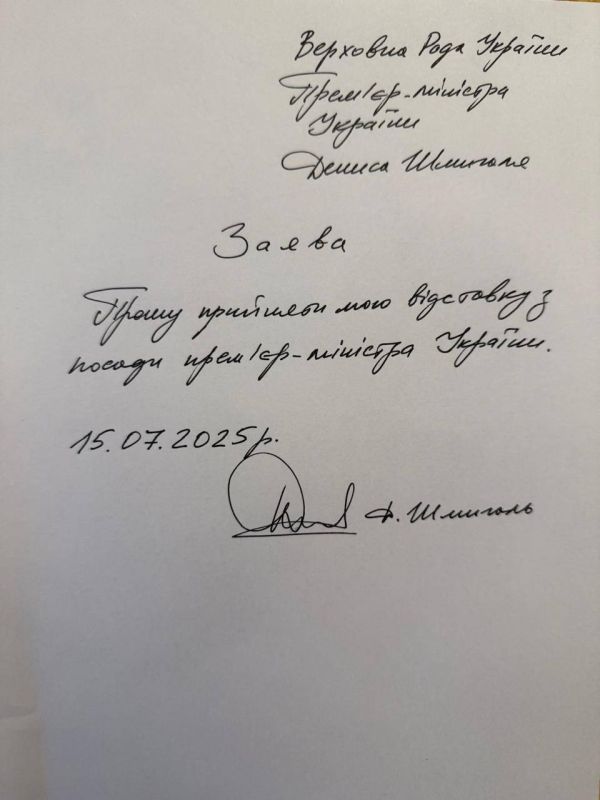 Верховна Рада України
Прем'єр-міністра
України
Дениса Шмигаля
Заява
Прошу прийняти мою відставку з
посади прем'єр-міністра України.
15.07.2025р.
Д. Шмигаль